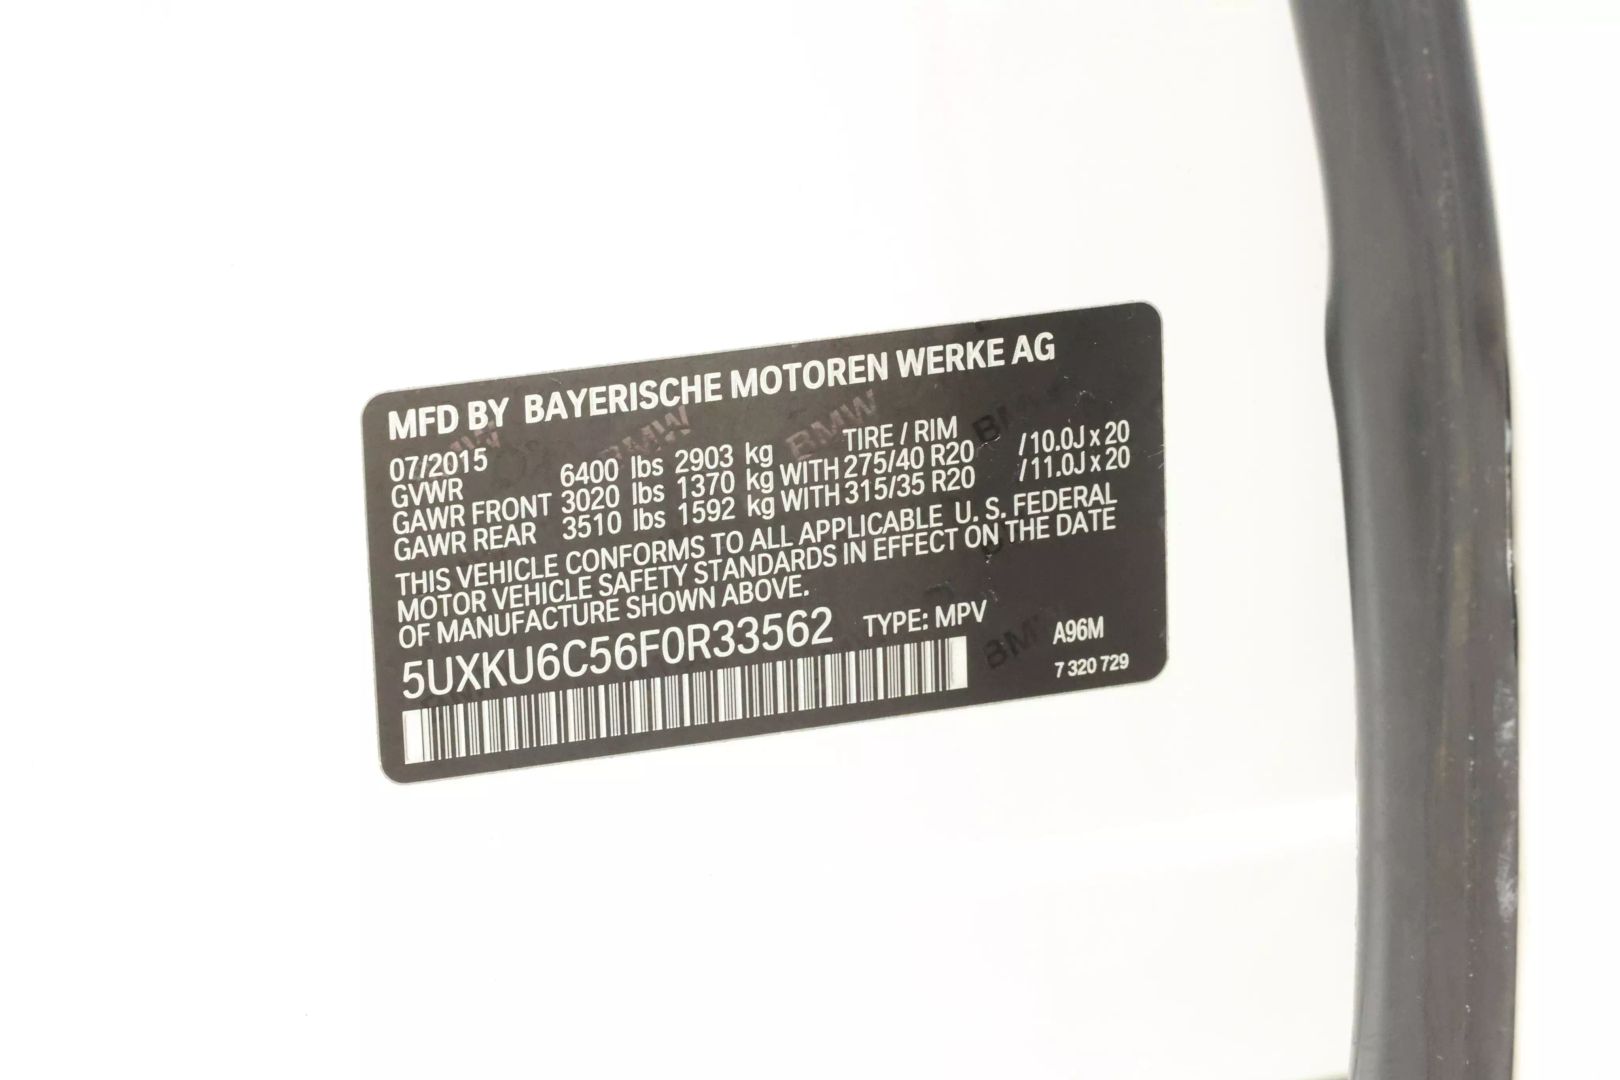 MFD BY BAYERISCHE MOTOREN WERKE AG
07/2015 TIRE / RIM
GVWR 6400 lbs 2903 kg
GAWR FRONT 3020 lbs 1370 kg WITH 275/40 R20 /10.0J x 20
GAWR REAR 3510 lbs 1592 kg WITH 315/35 R20 /11.0J x 20
THIS VEHICLE CONFORMS TO ALL APPLICABLE U. S. FEDERAL
MOTOR VEHICLE SAFETY STANDARDS IN EFFECT ON THE DATE
OF MANUFACTURE SHOWN ABOVE.
5UXKU6C56F0R33562 TYPE: MPV
A96M
7 320 729
BMW
BMW